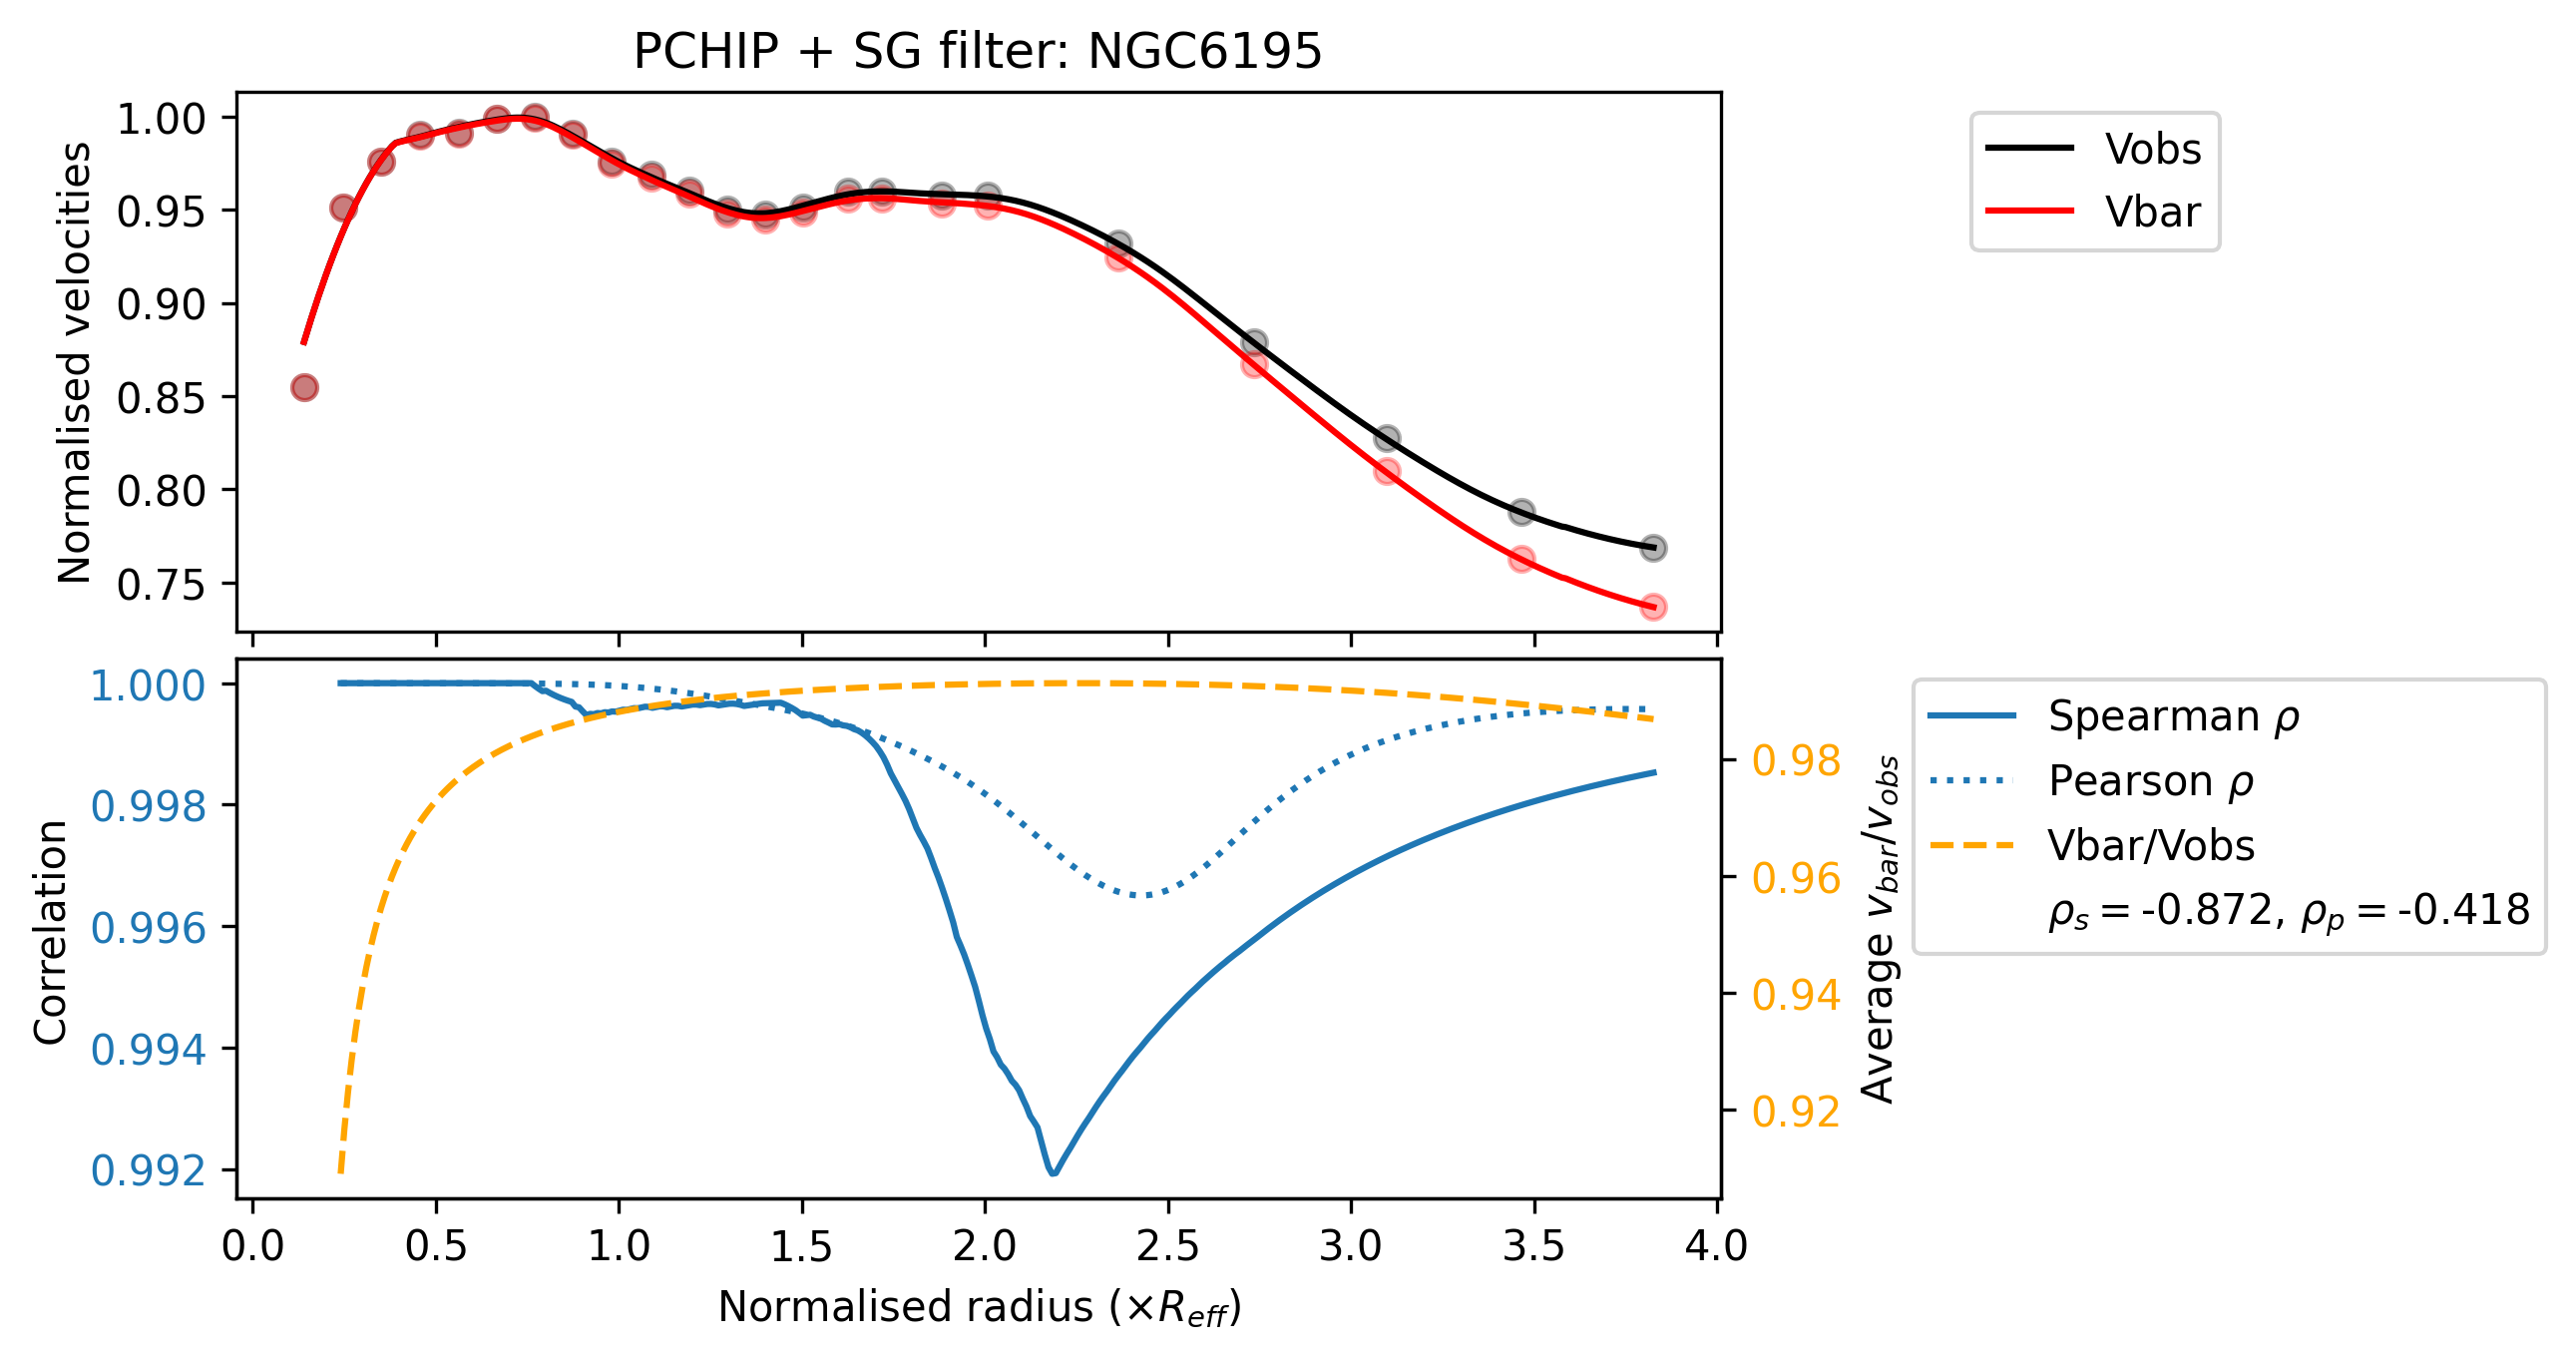 PCHIP + SG filter: NGC6195
Normalised velocities
1.00
0.95
0.90
0.85
0.80
0.75
Vobs
Vbar
Correlation
1.000
0.998
0.996
0.994
0.992
0.98
0.96
0.94
0.92
Average v_bar/v_obs
Spearman ρ
Pearson ρ
Vbar/Vobs
ρ_s = -0.872, ρ_p = -0.418
0.0 0.5 1.0 1.5 2.0 2.5 3.0 3.5 4.0
Normalised radius (×R_eff)